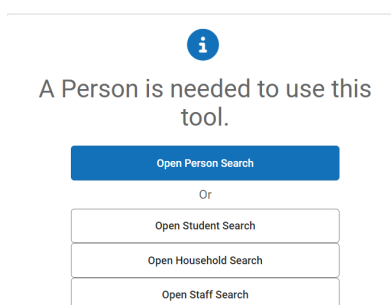 A Person is needed to use this
tool.
Open Person Search
Or
Open Student Search
Open Household Search
Open Staff Search